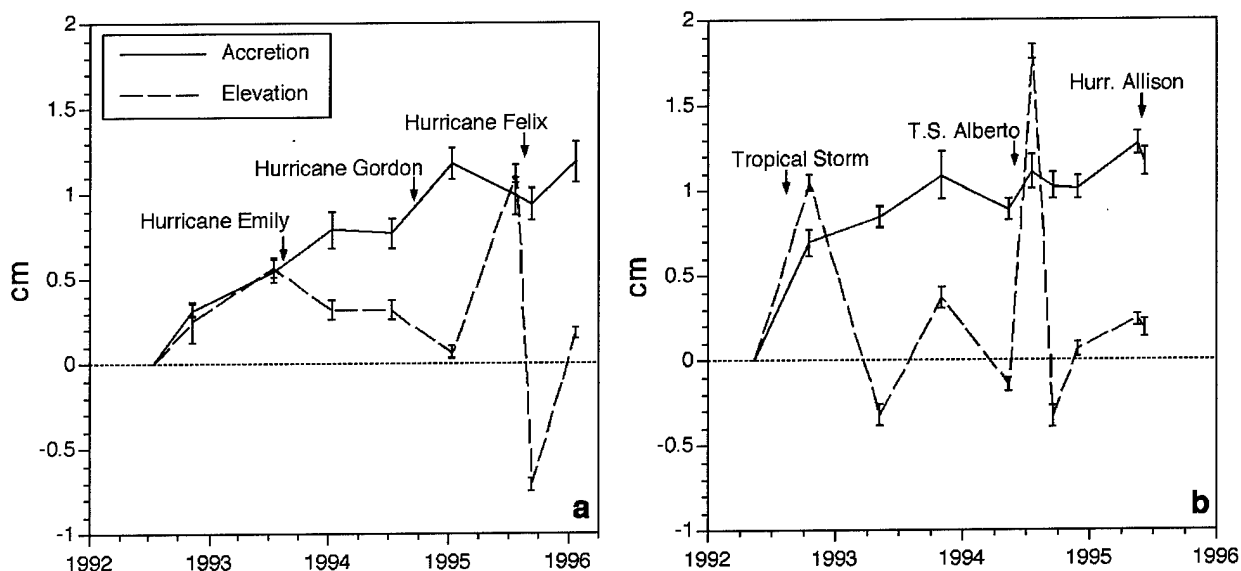 2
Accretion
Elevation
1.5
Hurricane Felix
Hurricane Gordon
1
Hurricane Emily
cm
0.5
0
-0.5
a
-1
1992
1993
1994
1995
1996
2
Hurr. Allison
1.5
T.S. Alberto
Tropical Storm
1
cm
0.5
0
-0.5
b
-1
1992
1993
1994
1995
1996